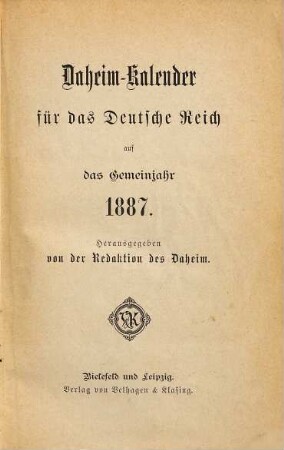 Daheim-Kalender
für das Deutsche Reich
auf
das Gemeinjahr
1887.
Herausgegeben
von der Redaktion des Daheim.
VK
Bielefeld und Leipzig.
Verlag von Velhagen & Klasing.